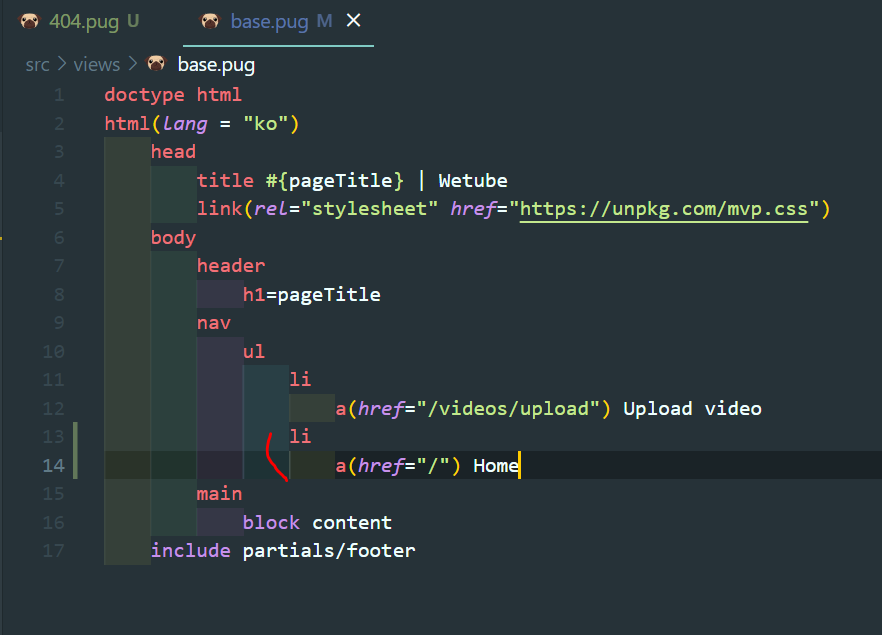 404.pug U base.pug M ×
src > views > base.pug
1 doctype html
2 html(lang = "ko")
3 head
4 title #{pageTitle} | Wetube
5 link(rel="stylesheet" href="https://unpkg.com/mvp.css")
6 body
7 header
8 h1=pageTitle
9 nav
10 ul
11 li
12 a(href="/videos/upload") Upload video
13 li
14 a(href="/") Home
15 main
16 block content
17 include partials/footer